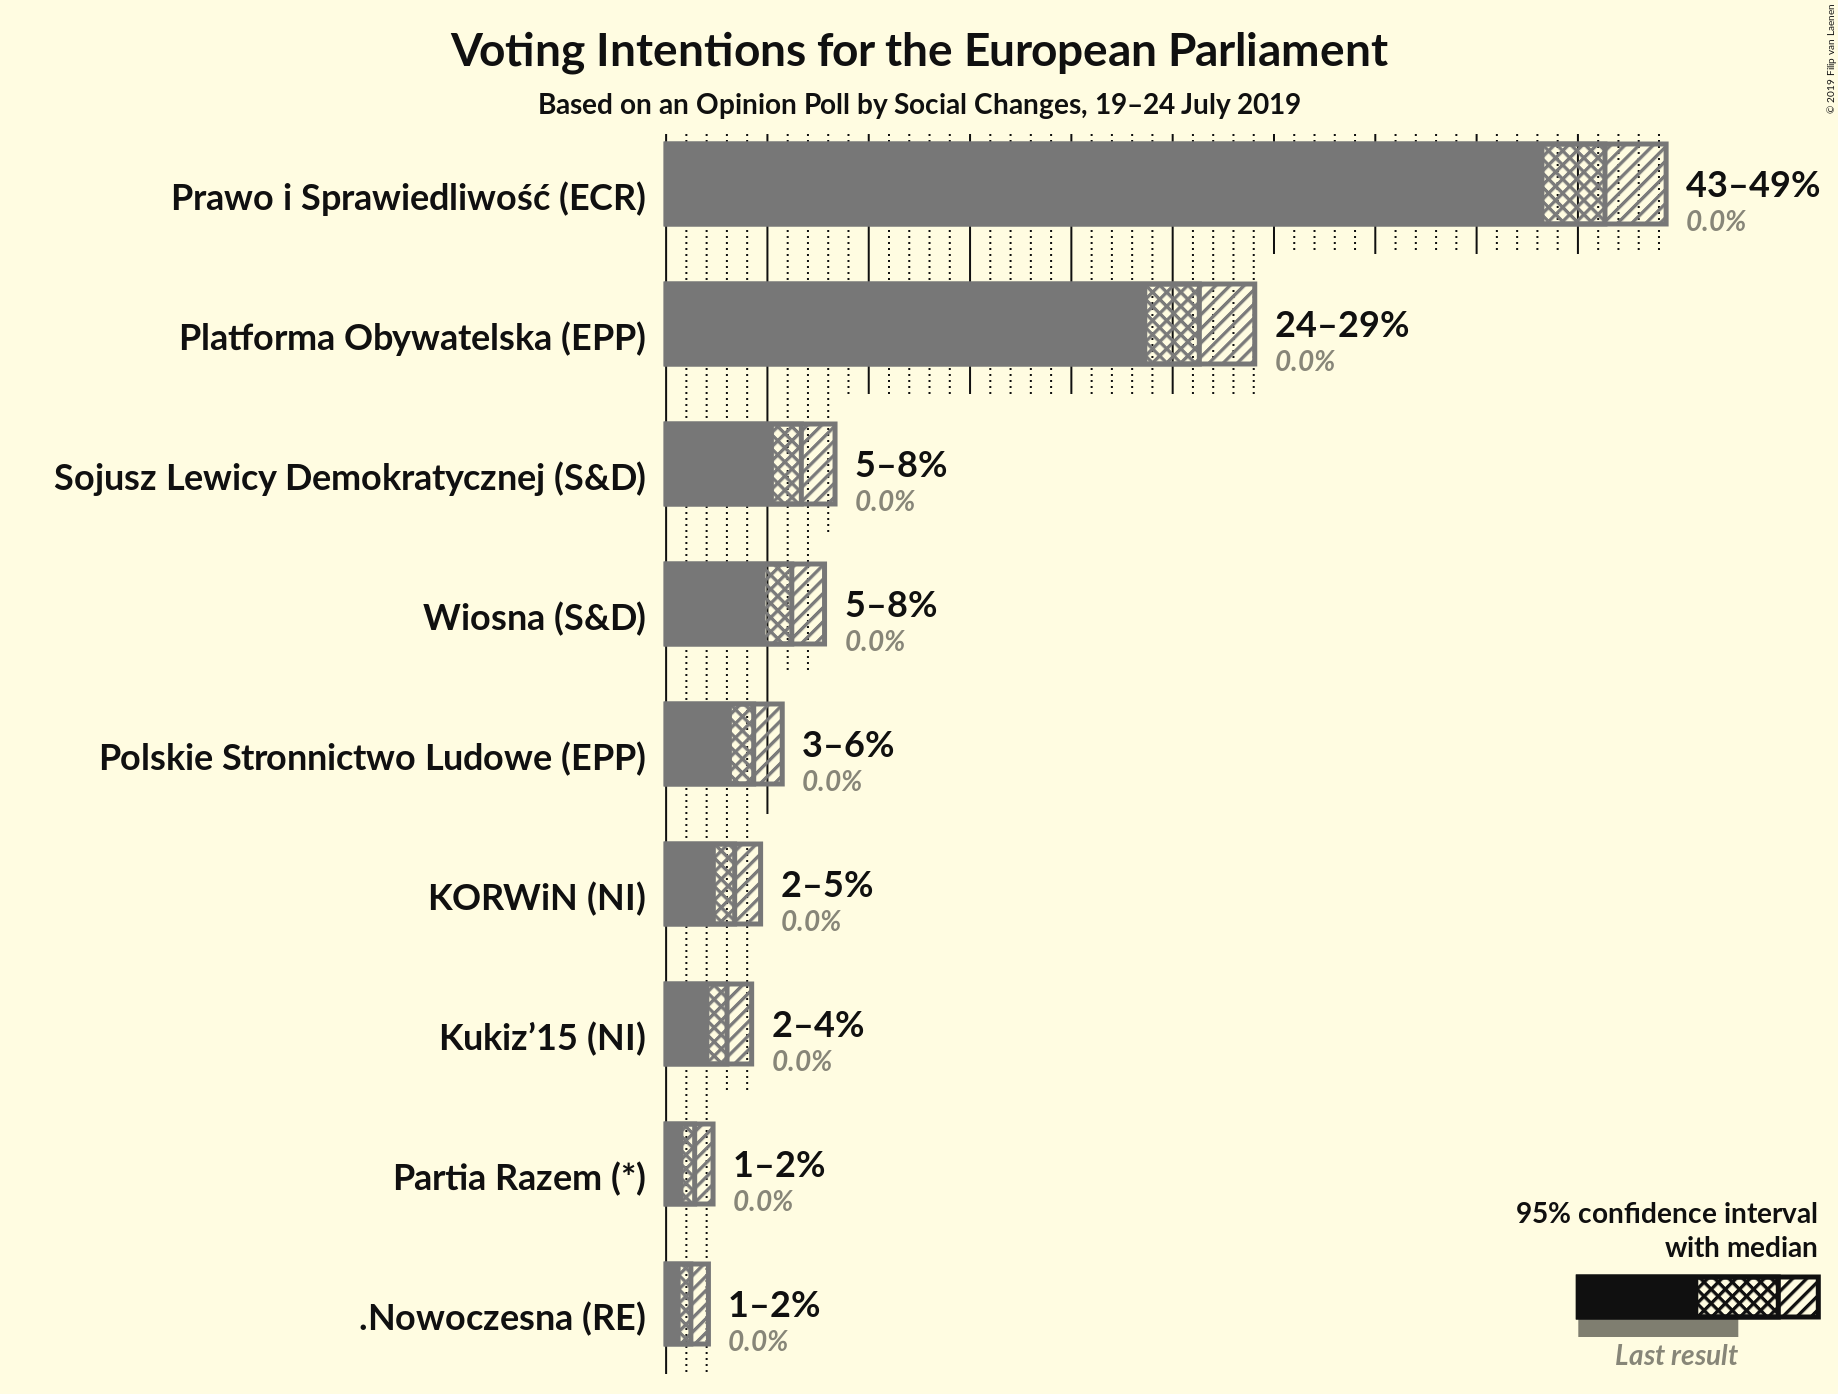 Voting Intentions for the European Parliament
Based on an Opinion Poll by Social Changes, 19–24 July 2019
© 2019 Filip van Laenen
Prawo i Sprawiedliwość (ECR)
43–49%
0.0%
Platforma Obywatelska (EPP)
24–29%
0.0%
Sojusz Lewicy Demokratycznej (S&D)
5–8%
0.0%
Wiosna (S&D)
5–8%
0.0%
Polskie Stronnictwo Ludowe (EPP)
3–6%
0.0%
KORWiN (NI)
2–5%
0.0%
Kukiz’15 (NI)
2–4%
0.0%
Partia Razem (*)
1–2%
0.0%
.Nowoczesna (RE)
1–2%
0.0%
95% confidence interval
with median
Last result